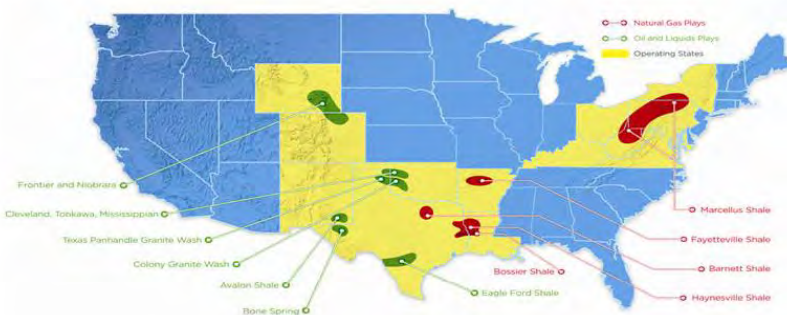 Natural Gas Plays
Oil and Liquids Plays
Operating States
Frontier and Niobrara
Cleveland, Tonkawa, Mississippian
Texas Panhandle Granite Wash
Colony Granite Wash
Avalon Shale
Bone Spring
Eagle Ford Shale
Bossier Shale
Marcellus Shale
Fayetteville Shale
Barnett Shale
Haynesville Shale